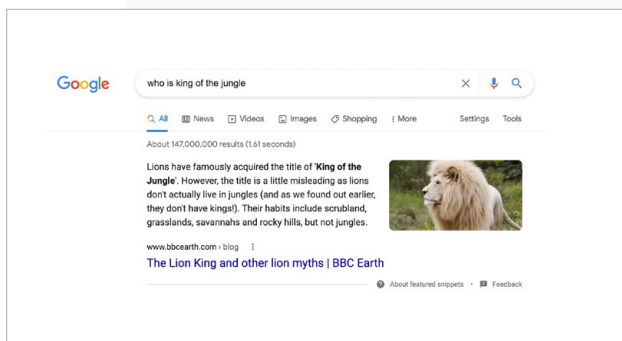 Google
who is king of the jungle
All News Videos Images Shopping More Settings Tools
About 147,000,000 results (1.61 seconds)
Lions have famously acquired the title of 'King of the
Jungle'. However, the title is a little misleading as lions
don't actually live in jungles (and as we found out earlier,
they don't have kings!). Their habits include scrubland,
grasslands, savannahs and rocky hills, but not jungles.
www.bbcearth.com › blog
The Lion King and other lion myths | BBC Earth
About featured snippets • Feedback